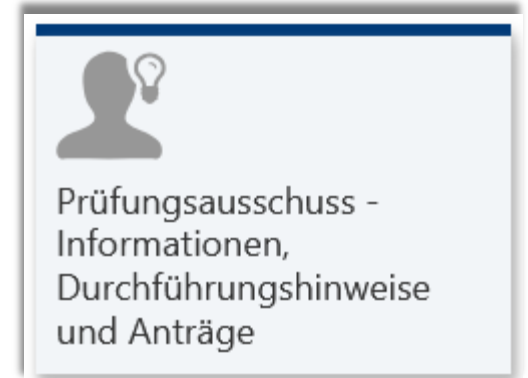 Prüfungsausschuss -
Informationen,
Durchführungshinweise
und Anträge